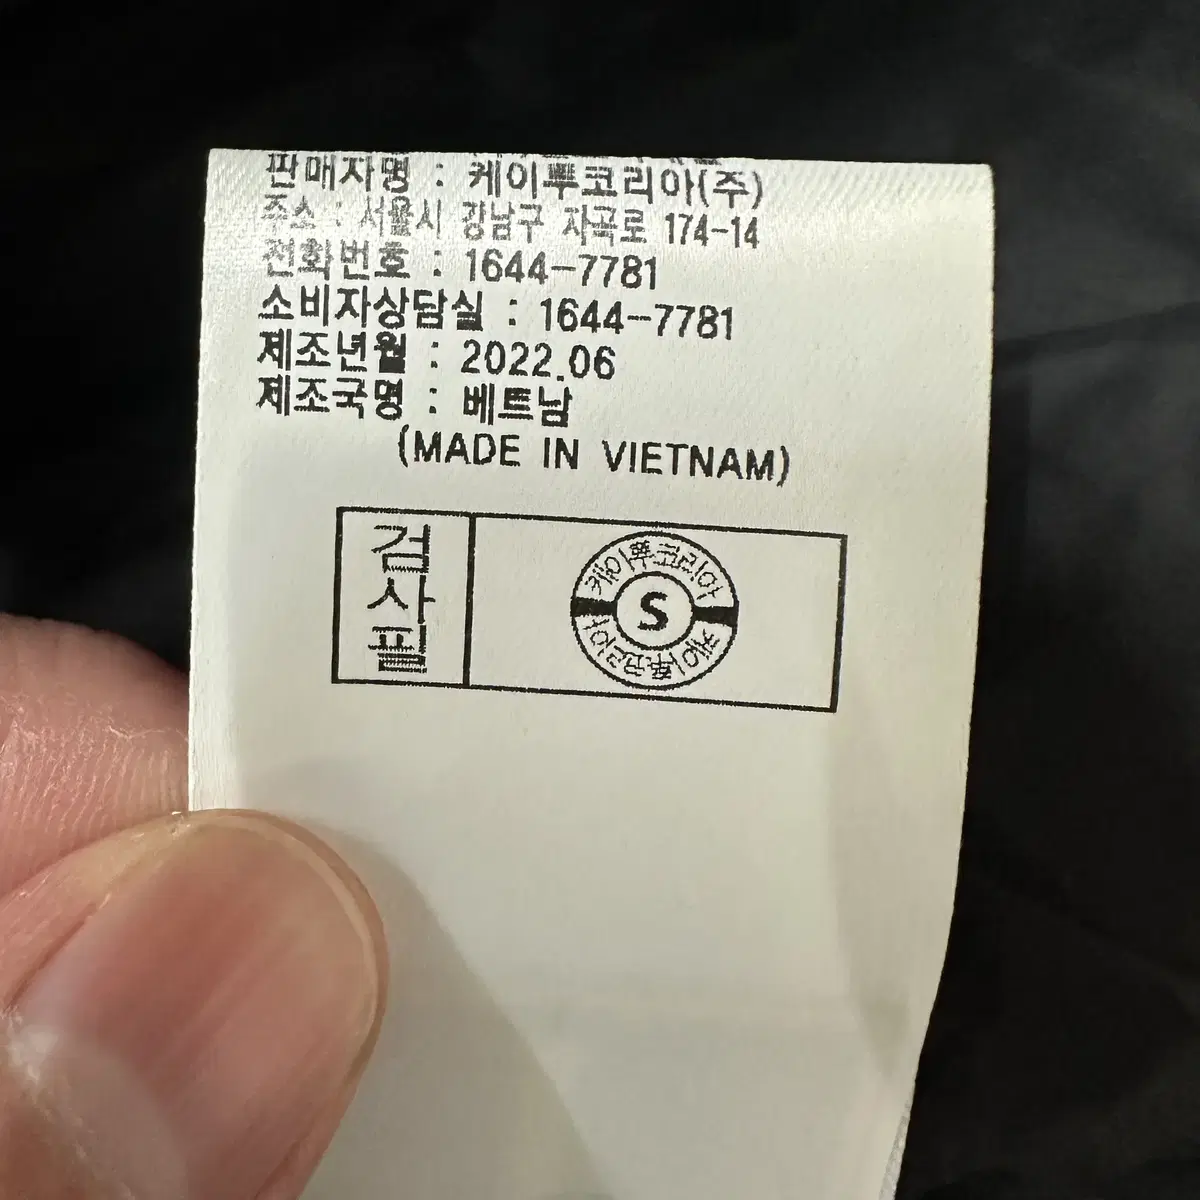 판매자명 : 케이투코리아(주)
주소 : 서울시 강남구 자곡로 174-14
전화번호 : 1644-7781
소비자상담실 : 1644-7781
제조년월 : 2022.06
제조국명 : 베트남
(MADE IN VIETNAM)
검사필
케이투코리아
S
케이투코리아